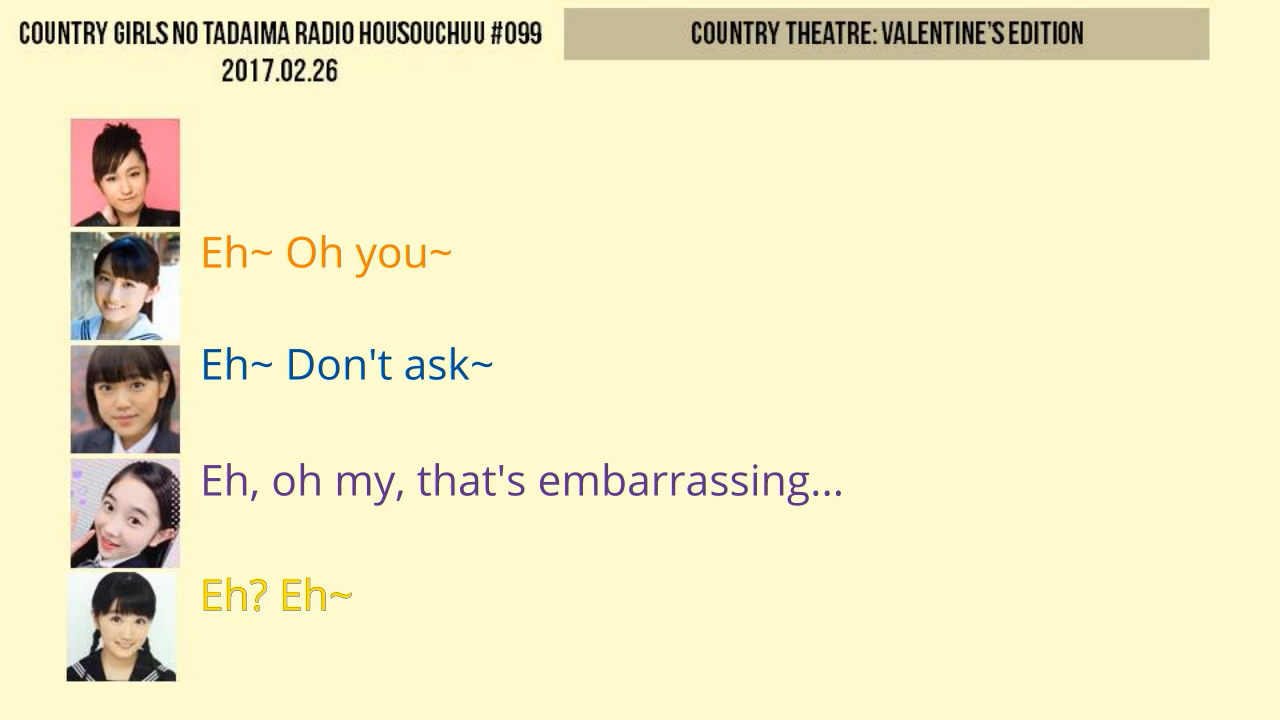 COUNTRY GIRLS NO TADAIMA RADIO HOUSOUCHUU #099
2017.02.26
COUNTRY THEATRE: VALENTINE'S EDITION
Eh~ Oh you~
Eh~ Don't ask~
Eh, oh my, that's embarrassing...
Eh? Eh~